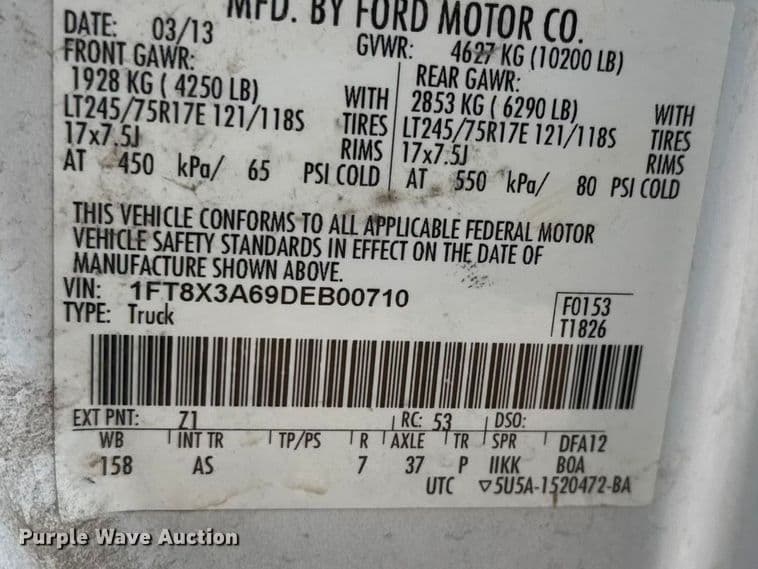 MFD. BY FORD MOTOR CO.
DATE: 03/13 GVWR: 4627 KG (10200 LB)
FRONT GAWR: REAR GAWR:
1928 KG ( 4250 LB) WITH 2853 KG ( 6290 LB) WITH
LT245/75R17E 121/118S TIRES LT245/75R17E 121/118S TIRES
17x7.5J RIMS 17x7.5J RIMS
AT 450 kPa/ 65 PSI COLD AT 550 kPa/ 80 PSI COLD
THIS VEHICLE CONFORMS TO ALL APPLICABLE FEDERAL MOTOR
VEHICLE SAFETY STANDARDS IN EFFECT ON THE DATE OF
MANUFACTURE SHOWN ABOVE.
VIN: 1FT8X3A69DEB00710 F0153
TYPE: Truck T1826
EXT PNT: Z1 RC: 53 DSO:
WB INT TR TP/PS R AXLE TR SPR DFA12
158 AS 7 37 P IIKK BOA
UTC ▽5U5A-1520472-BA
Purple Wave Auction